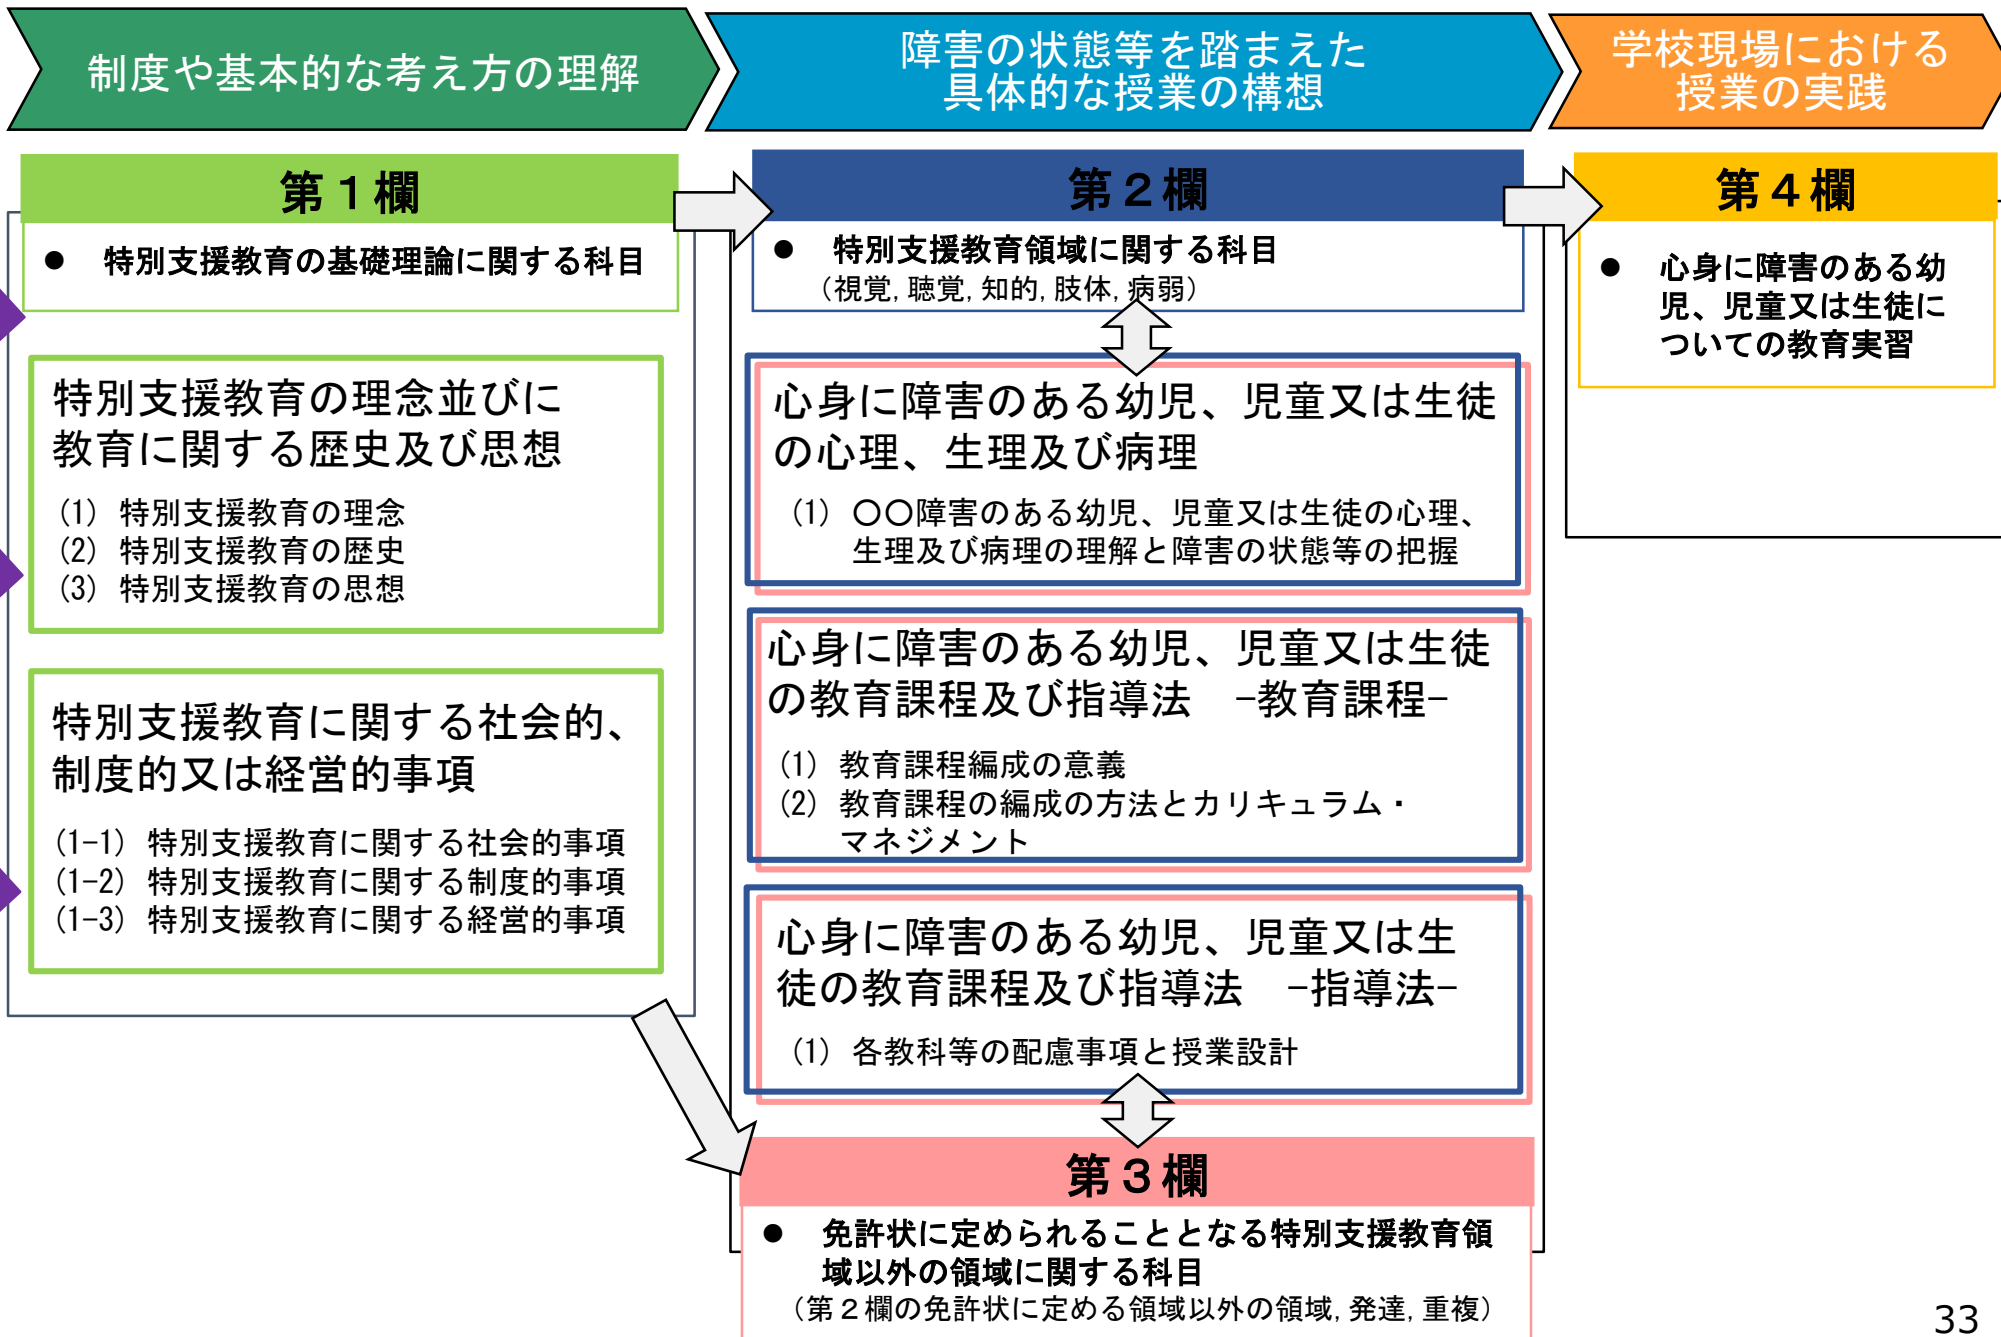 制度や基本的な考え方の理解
障害の状態等を踏まえた
具体的な授業の構想
学校現場における
授業の実践
第１欄
● 特別支援教育の基礎理論に関する科目
特別支援教育の理念並びに
教育に関する歴史及び思想
(1) 特別支援教育の理念
(2) 特別支援教育の歴史
(3) 特別支援教育の思想
特別支援教育に関する社会的、
制度的又は経営的事項
(1-1) 特別支援教育に関する社会的事項
(1-2) 特別支援教育に関する制度的事項
(1-3) 特別支援教育に関する経営的事項
第２欄
● 特別支援教育領域に関する科目
（視覚,聴覚,知的,肢体,病弱）
心身に障害のある幼児、児童又は生徒
の心理、生理及び病理
(1) 〇〇障害のある幼児、児童又は生徒の心理、
生理及び病理の理解と障害の状態等の把握
心身に障害のある幼児、児童又は生徒
の教育課程及び指導法　-教育課程-
(1) 教育課程編成の意義
(2) 教育課程の編成の方法とカリキュラム・
マネジメント
心身に障害のある幼児、児童又は生
徒の教育課程及び指導法　-指導法-
(1) 各教科等の配慮事項と授業設計
第３欄
● 免許状に定められることとなる特別支援教育領
域以外の領域に関する科目
（第２欄の免許状に定める領域以外の領域,発達,重複）
第４欄
● 心身に障害のある幼
児、児童又は生徒に
ついての教育実習
33